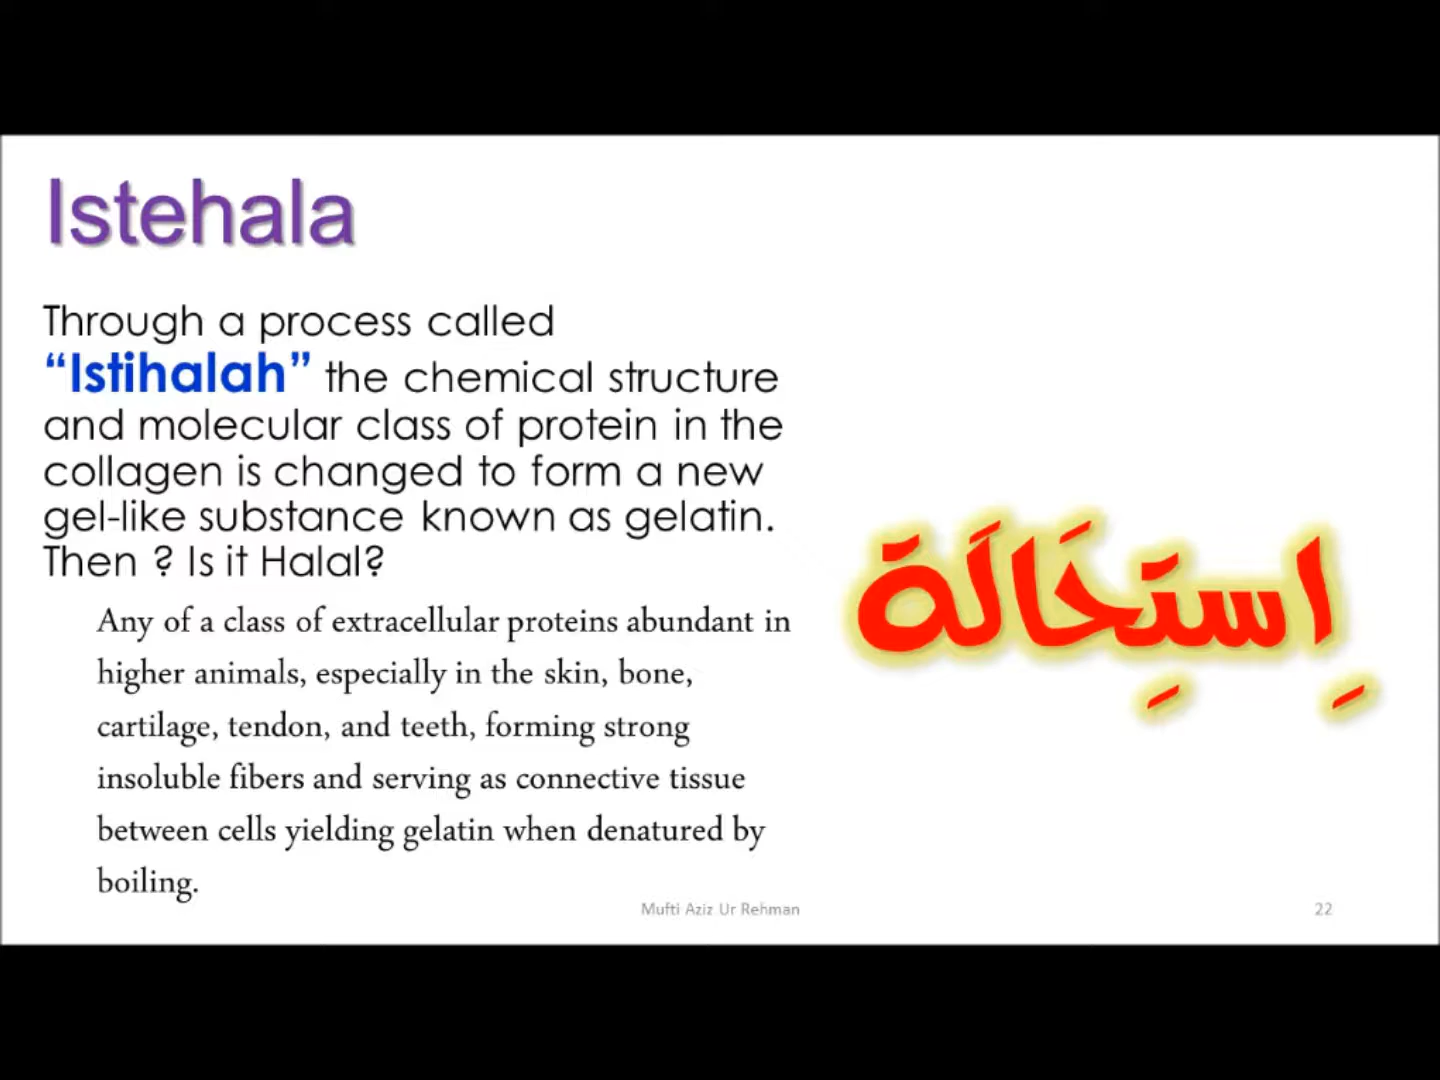 Istehala
Through a process called
“Istihalah” the chemical structure
and molecular class of protein in the
collagen is changed to form a new
gel-like substance known as gelatin.
Then ? Is it Halal?
Any of a class of extracellular proteins abundant in
higher animals, especially in the skin, bone,
cartilage, tendon, and teeth, forming strong
insoluble fibers and serving as connective tissue
between cells yielding gelatin when denatured by
boiling.
اِستِحَالَةَ
Mufti Aziz Ur Rehman
22